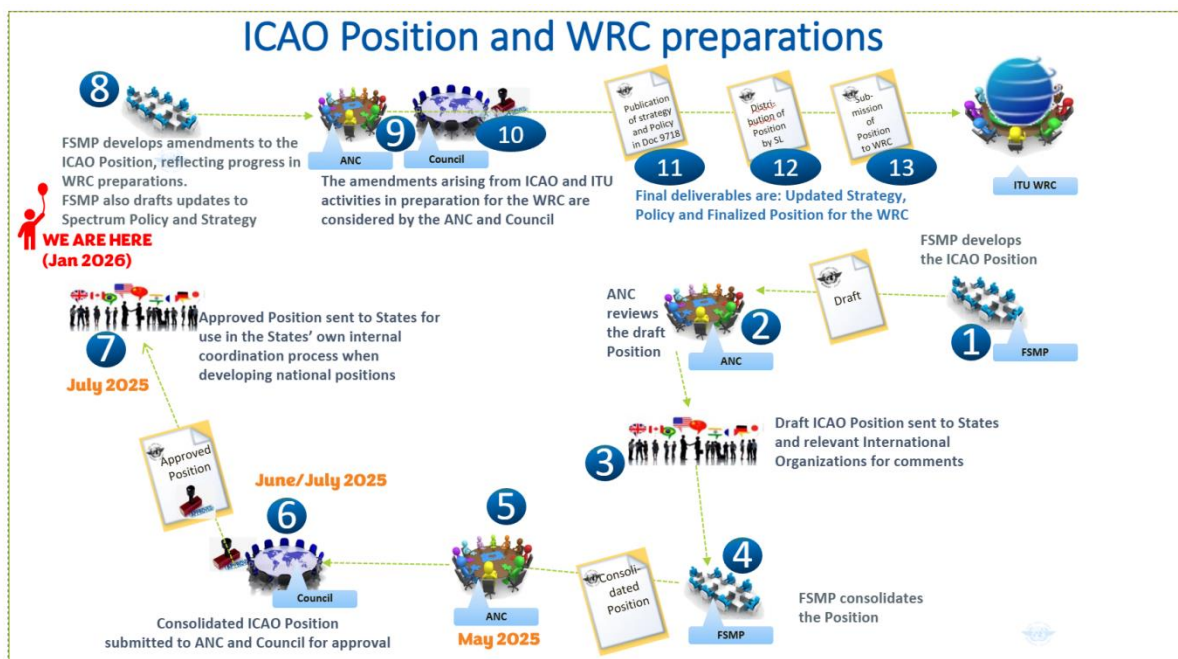 ICAO Position and WRC preparations
8
FSMP develops amendments to the
ICAO Position, reflecting progress in
WRC preparations.
FSMP also drafts updates to
Spectrum Policy and Strategy
WE ARE HERE
(Jan 2026)
9
ANC
10
Council
The amendments arising from ICAO and ITU
activities in preparation for the WRC are
considered by the ANC and Council
Publication
of strategy
and Policy
in Doc 9718
11
Distri-
bution of
Position
by SL
12
Sub-
mission
of
Position
to WRC
13
Final deliverables are: Updated Strategy,
Policy and Finalized Position for the WRC
ITU WRC
FSMP develops
the ICAO Position
1
FSMP
Draft
ANC
reviews
the draft
Position
2
ANC
3
Draft ICAO Position sent to States
and relevant International
Organizations for comments
4
FSMP
FSMP consolidates
the Position
Consoli-
dated
Position
5
ANC
May 2025
June/July 2025
6
Council
Consolidated ICAO Position
submitted to ANC and Council for approval
Approved
Position
7
July 2025
Approved Position sent to States for
use in the States' own internal
coordination process when
developing national positions